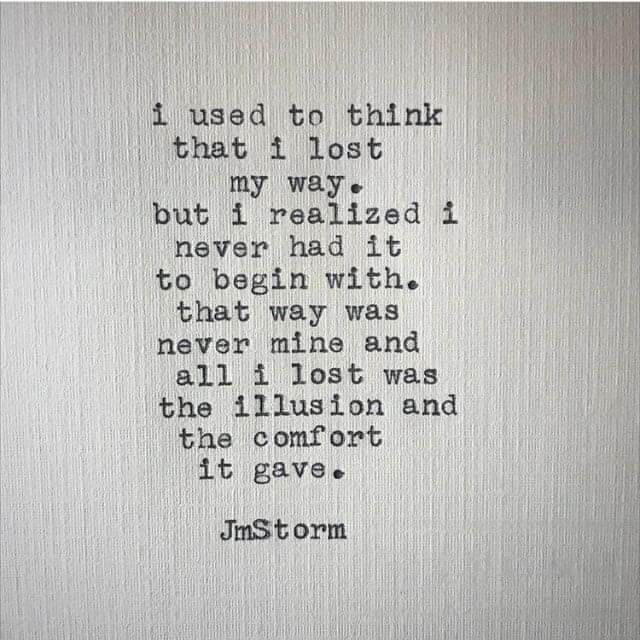 i used to think
that i lost
my way.
but i realized i
never had it
to begin with.
that way was
never mine and
all i lost was
the illusion and
the comfort
it gave.
JmStorm